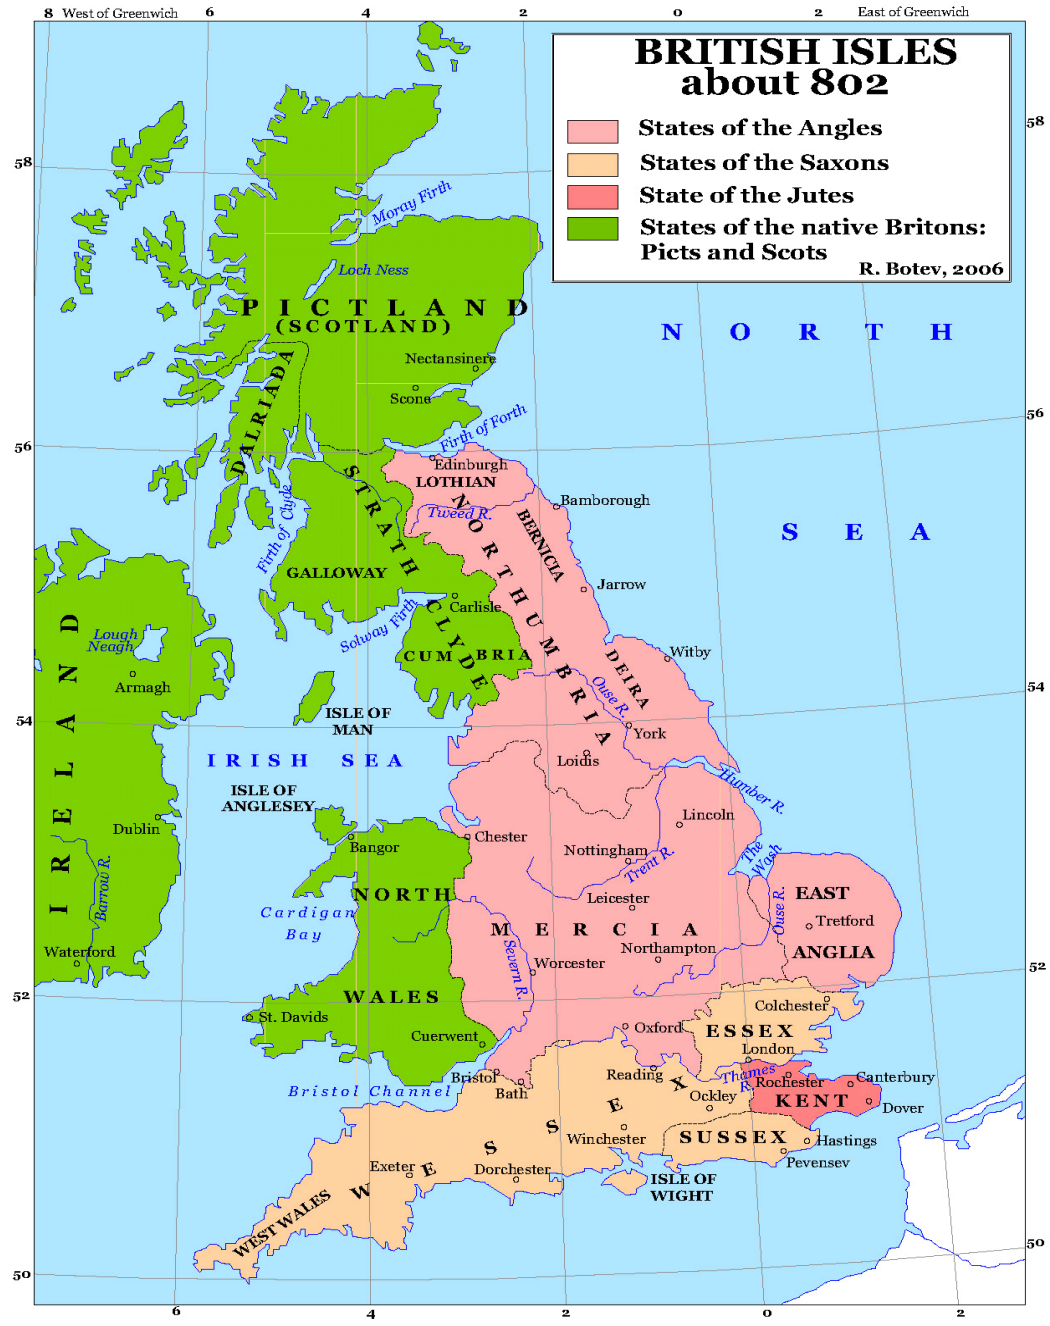 8 West of Greenwich 6 4 2 0 2 East of Greenwich
BRITISH ISLES
about 802
States of the Angles
States of the Saxons
State of the Jutes
States of the native Britons:
Picts and Scots
R. Botev, 2006
58
58
Moray Firth
Loch Ness
PICTLAND
(SCOTLAND)
NORTH
Nectansinere
Scone
DALRIADA
56
56
Firth of Forth
Edinburgh
LOTHIAN
STRATH
CLYDE
Bamborough
Tweed R.
NORTHUMBRIA
BERNICIA
SEA
Firth of Clyde
GALLOWAY
Jarrow
Carlisle
Solway Firth
IRELAND
Lough
Neagh
Armagh
CUM BRIA
Witby
DEIRA
Ouse R.
54
54
ISLE OF
MAN
York
IRISH SEA
Loidis
Humber R.
ISLE OF
ANGLESEY
Dublin
Lincoln
Chester
Bangor
Nottingham
Trent R.
The
Wash
Barrow R.
NORTH
Leicester
EAST
Cardigan
Bay
Ouse R.
Tretford
MERCIA
Waterford
Northampton
ANGLIA
Severn R.
Worcester
52
52
WALES
Colchester
St. Davids
Oxford
ESSEX
Cuerwent
London
Bristol
Reading
Thames
R.
Rochester
Canterbury
Bristol Channel
Bath
Ockley
KENT
Dover
WESSEX
Winchester
SUSSEX
Hastings
Pevensev
Exeter
Dorchester
ISLE OF
WIGHT
WEST WALES
50
50
6 4 2 0 2